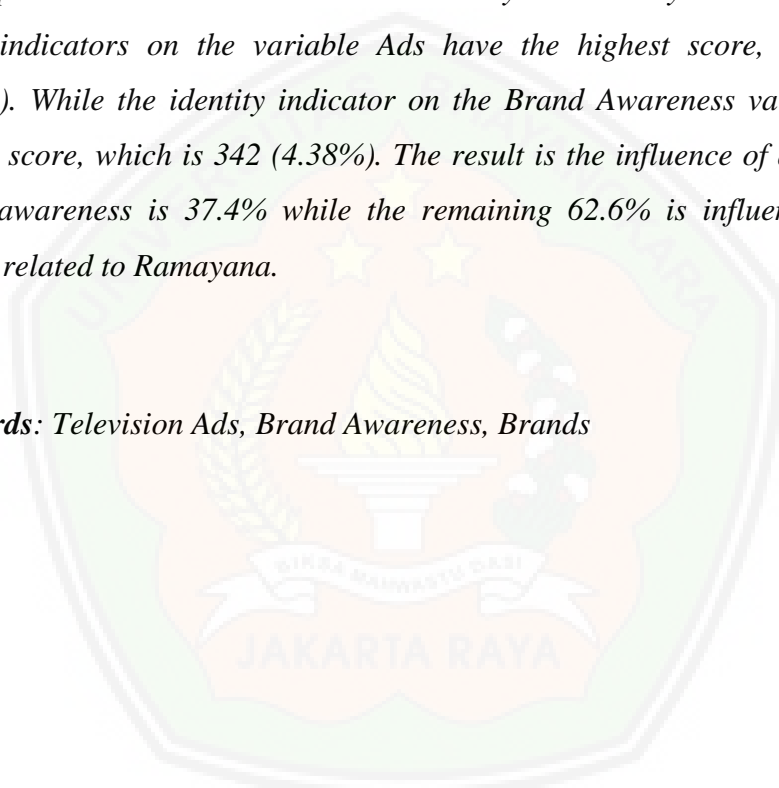 indicators on the variable Ads have the highest score,
). While the identity indicator on the Brand Awareness va
score, which is 342 (4.38%). The result is the influence of
awareness is 37.4% while the remaining 62.6% is influen
related to Ramayana.
rds: Television Ads, Brand Awareness, Brands
BHAYANGKARA
JAKARTA RAYA